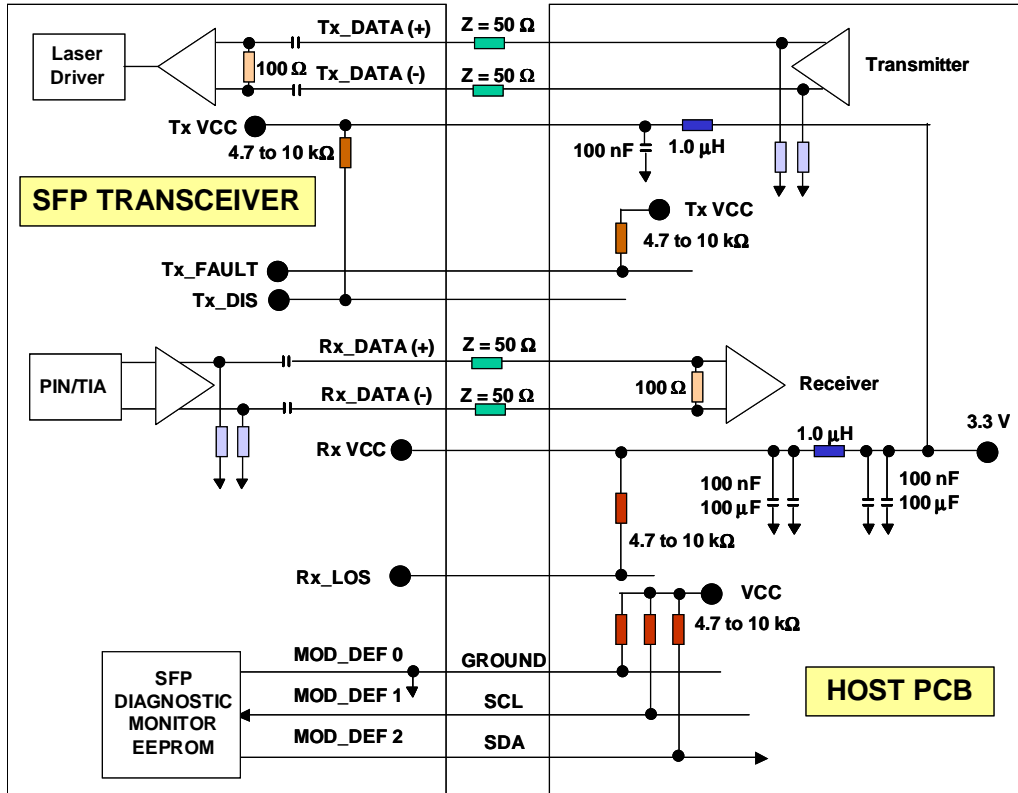 Tx_DATA (+)
Z = 50 Ω
Laser
Driver
100 Ω
Tx_DATA (-)
Z = 50 Ω
Transmitter
Tx VCC
4.7 to 10 kΩ
100 nF
1.0 μH
SFP TRANSCEIVER
Tx VCC
4.7 to 10 kΩ
Tx_FAULT
Tx_DIS
Rx_DATA (+)
Z = 50 Ω
PIN/TIA
100 Ω
Receiver
Rx_DATA (-)
Z = 50 Ω
3.3 V
Rx VCC
1.0 μH
100 nF
100 μF
100 nF
100 μF
4.7 to 10 kΩ
Rx_LOS
VCC
4.7 to 10 kΩ
MOD_DEF 0
GROUND
SFP
DIAGNOSTIC
MONITOR
EEPROM
MOD_DEF 1
SCL
HOST PCB
MOD_DEF 2
SDA